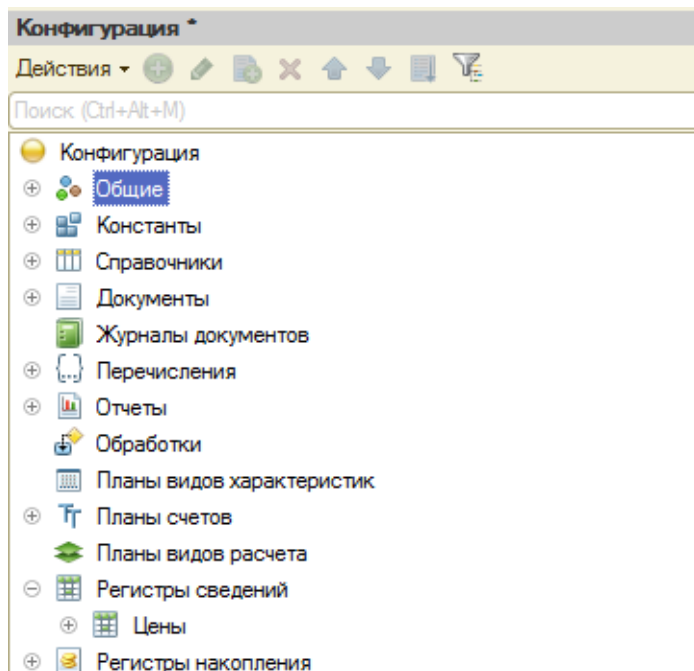 Конфигурация *
Действия
Поиск (Ctrl+Alt+M)
Конфигурация
Общие
Константы
Справочники
Документы
Журналы документов
Перечисления
Отчеты
Обработки
Планы видов характеристик
Планы счетов
Планы видов расчета
Регистры сведений
Цены
Регистры накопления